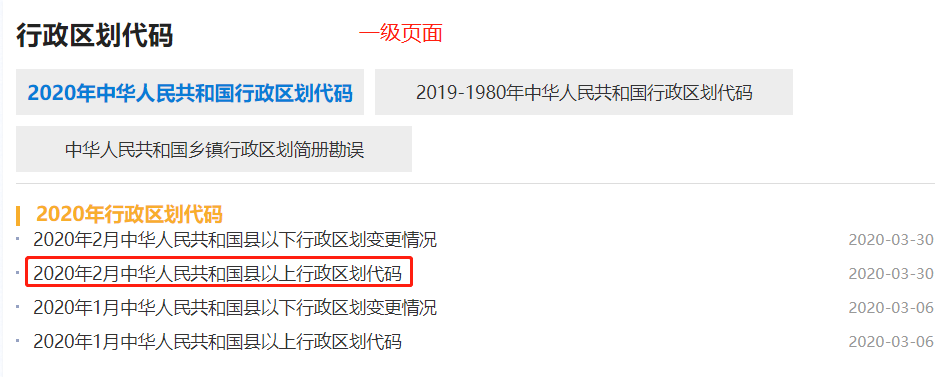 行政区划代码 一级页面
2020年中华人民共和国行政区划代码 2019-1980年中华人民共和国行政区划代码
中华人民共和国乡镇行政区划简册勘误
2020年行政区划代码
2020年2月中华人民共和国县以下行政区划变更情况 2020-03-30
2020年2月中华人民共和国县以上行政区划代码 2020-03-30
2020年1月中华人民共和国县以下行政区划变更情况 2020-03-06
2020年1月中华人民共和国县以上行政区划代码 2020-03-06